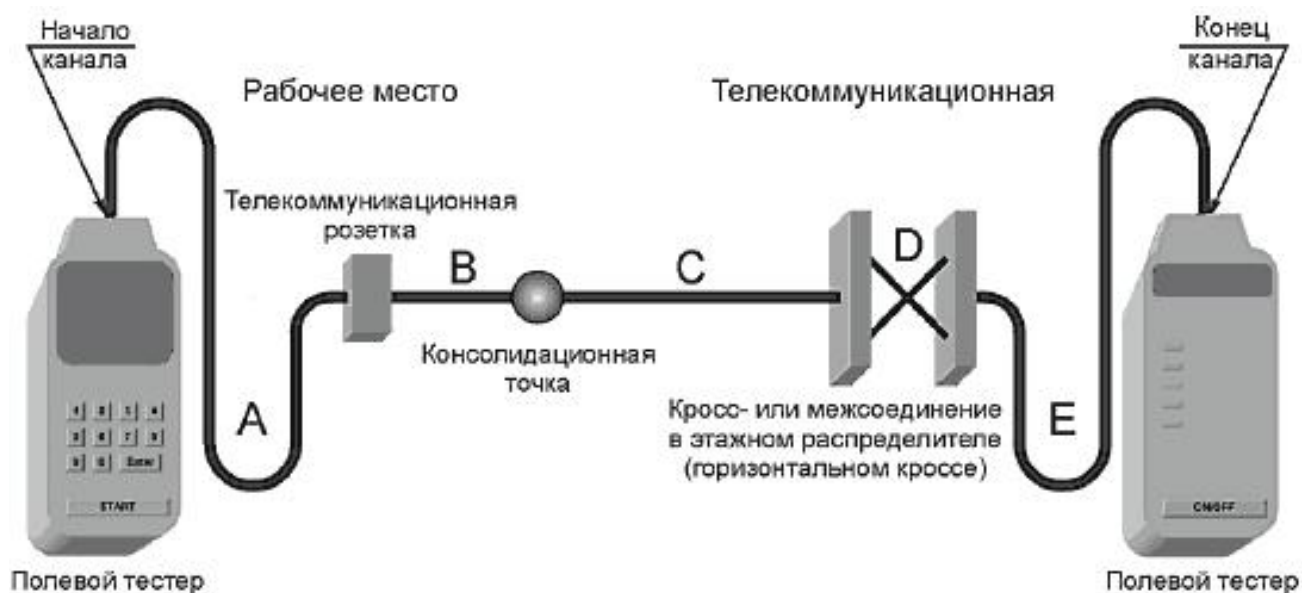 Начало
канала
Конец
канала
Рабочее место
Телекоммуникационная
Телекоммуникационная
розетка
B
C
D
Консолидационная
точка
A
Кросс- или межсоединение
в этажном распределителе
(горизонтальном кроссе)
E
Enter
START
ON/OFF
Полевой тестер
Полевой тестер